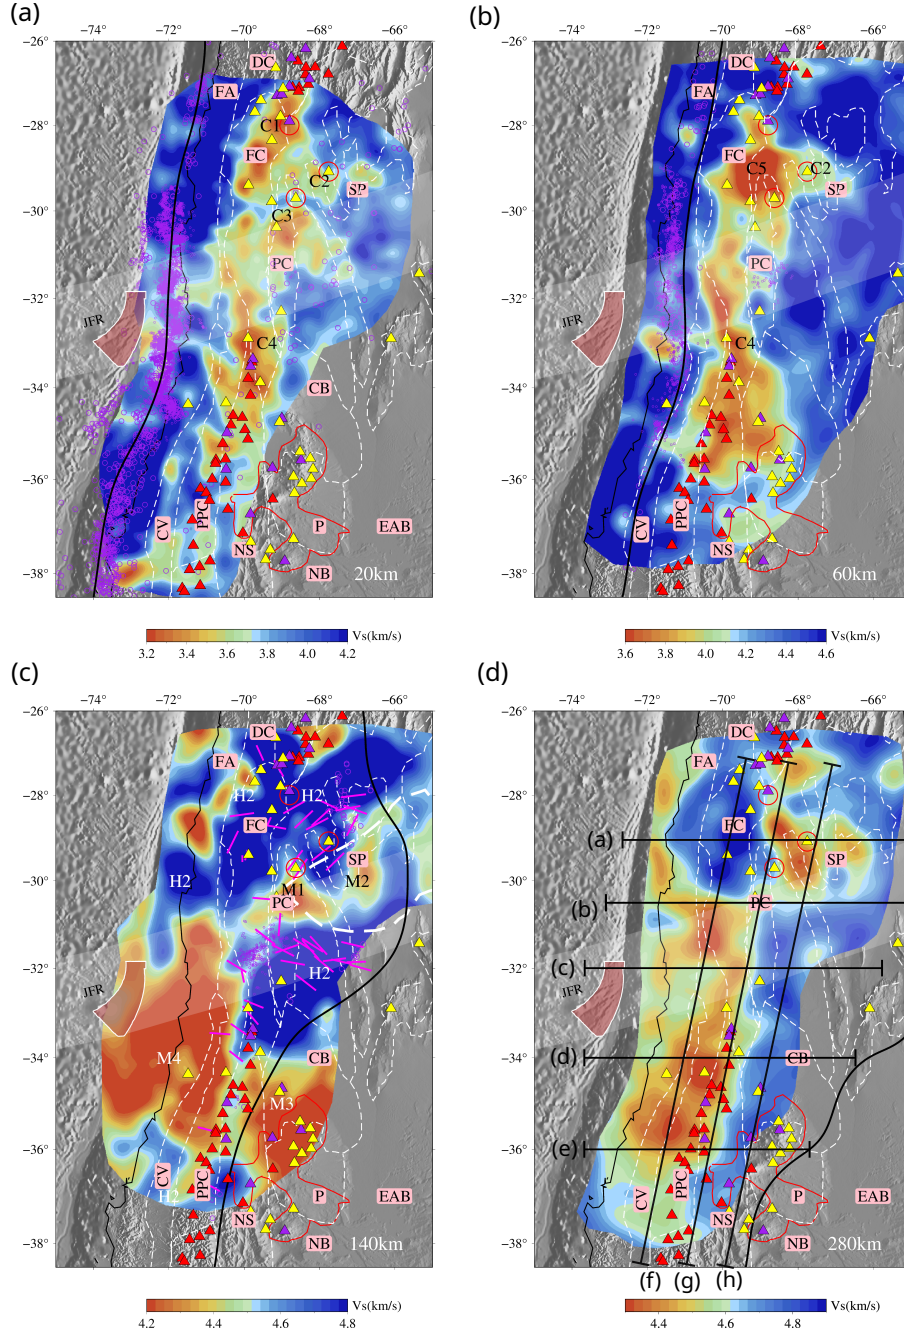 (a)
−74° −72° −70° −68° −66°
−26°
−28°
−30°
−32°
−34°
−36°
−38°
DC
FA
C1
FC
C2
SP
C3
PC
JFR
C4
CB
CV
PPC
NS
P
EAB
NB
20km
Vs(km/s)
3.2 3.4 3.6 3.8 4.0 4.2
(b)
−72° −70° −68° −66°
−26°
−28°
−30°
−32°
−34°
−36°
−38°
DC
FA
FC
C5
C2
SP
PC
JFR
C4
CV
PPC
NS
P
EAB
NB
60km
Vs(km/s)
3.6 3.8 4.0 4.2 4.4 4.6
(c)
−74° −72° −70° −68° −66°
−26°
−28°
−30°
−32°
−34°
−36°
−38°
DC
FA
H2 H2
FC
SP
H2
M1
M2
PC
H2
JFR
M4
CB
M3
CV
PPC
H2
NS
P
EAB
NB
140km
Vs(km/s)
4.2 4.4 4.6 4.8
(d)
−72° −70° −68° −66°
−26°
−28°
−30°
−32°
−34°
−36°
−38°
DC
FA
FC
(a)
SP
PC
(b)
(c)
JFR
(d)
CB
(e)
CV
PPC
NS
P
EAB
NB
280km
(f) (g) (h)
Vs(km/s)
4.4 4.6 4.8